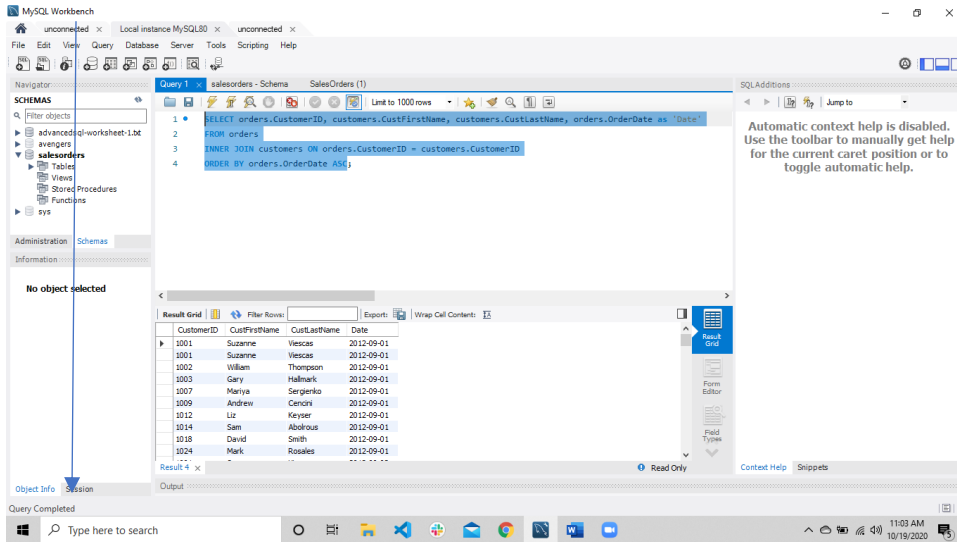 MySQL Workbench
unconnected × Local instance MySQL80 × unconnected ×
File Edit View Query Database Server Tools Scripting Help
Navigator
SCHEMAS
Filter objects
advancedsql-worksheet-1.txt
avengers
salesorders
Tables
Views
Stored Procedures
Functions
sys
Administration Schemas
Information
No object selected
Object Info Session
Query 1 × salesorders - Schema SalesOrders (1)
Limit to 1000 rows
1 SELECT orders.CustomerID, customers.CustFirstName, customers.CustLastName, orders.OrderDate as 'Date'
2 FROM orders
3 INNER JOIN customers ON orders.CustomerID = customers.CustomerID
4 ORDER BY orders.OrderDate ASC;
Result Grid Filter Rows: Export: Wrap Cell Content:
CustomerID CustFirstName CustLastName Date
1001 Suzanne Viescas 2012-09-01
1001 Suzanne Viescas 2012-09-01
1002 William Thompson 2012-09-01
1003 Gary Hallmark 2012-09-01
1007 Mariya Sergienko 2012-09-01
1009 Andrew Cencini 2012-09-01
1012 Liz Keyser 2012-09-01
1014 Sam Abolrous 2012-09-01
1018 David Smith 2012-09-01
1024 Mark Rosales 2012-09-01
Result Grid
Form Editor
Field Types
Result 4 × Read Only
Output
SQLAdditions
Jump to
Automatic context help is disabled.
Use the toolbar to manually get help
for the current caret position or to
toggle automatic help.
Context Help Snippets
Query Completed
Type here to search
11:03 AM
10/19/2020
5